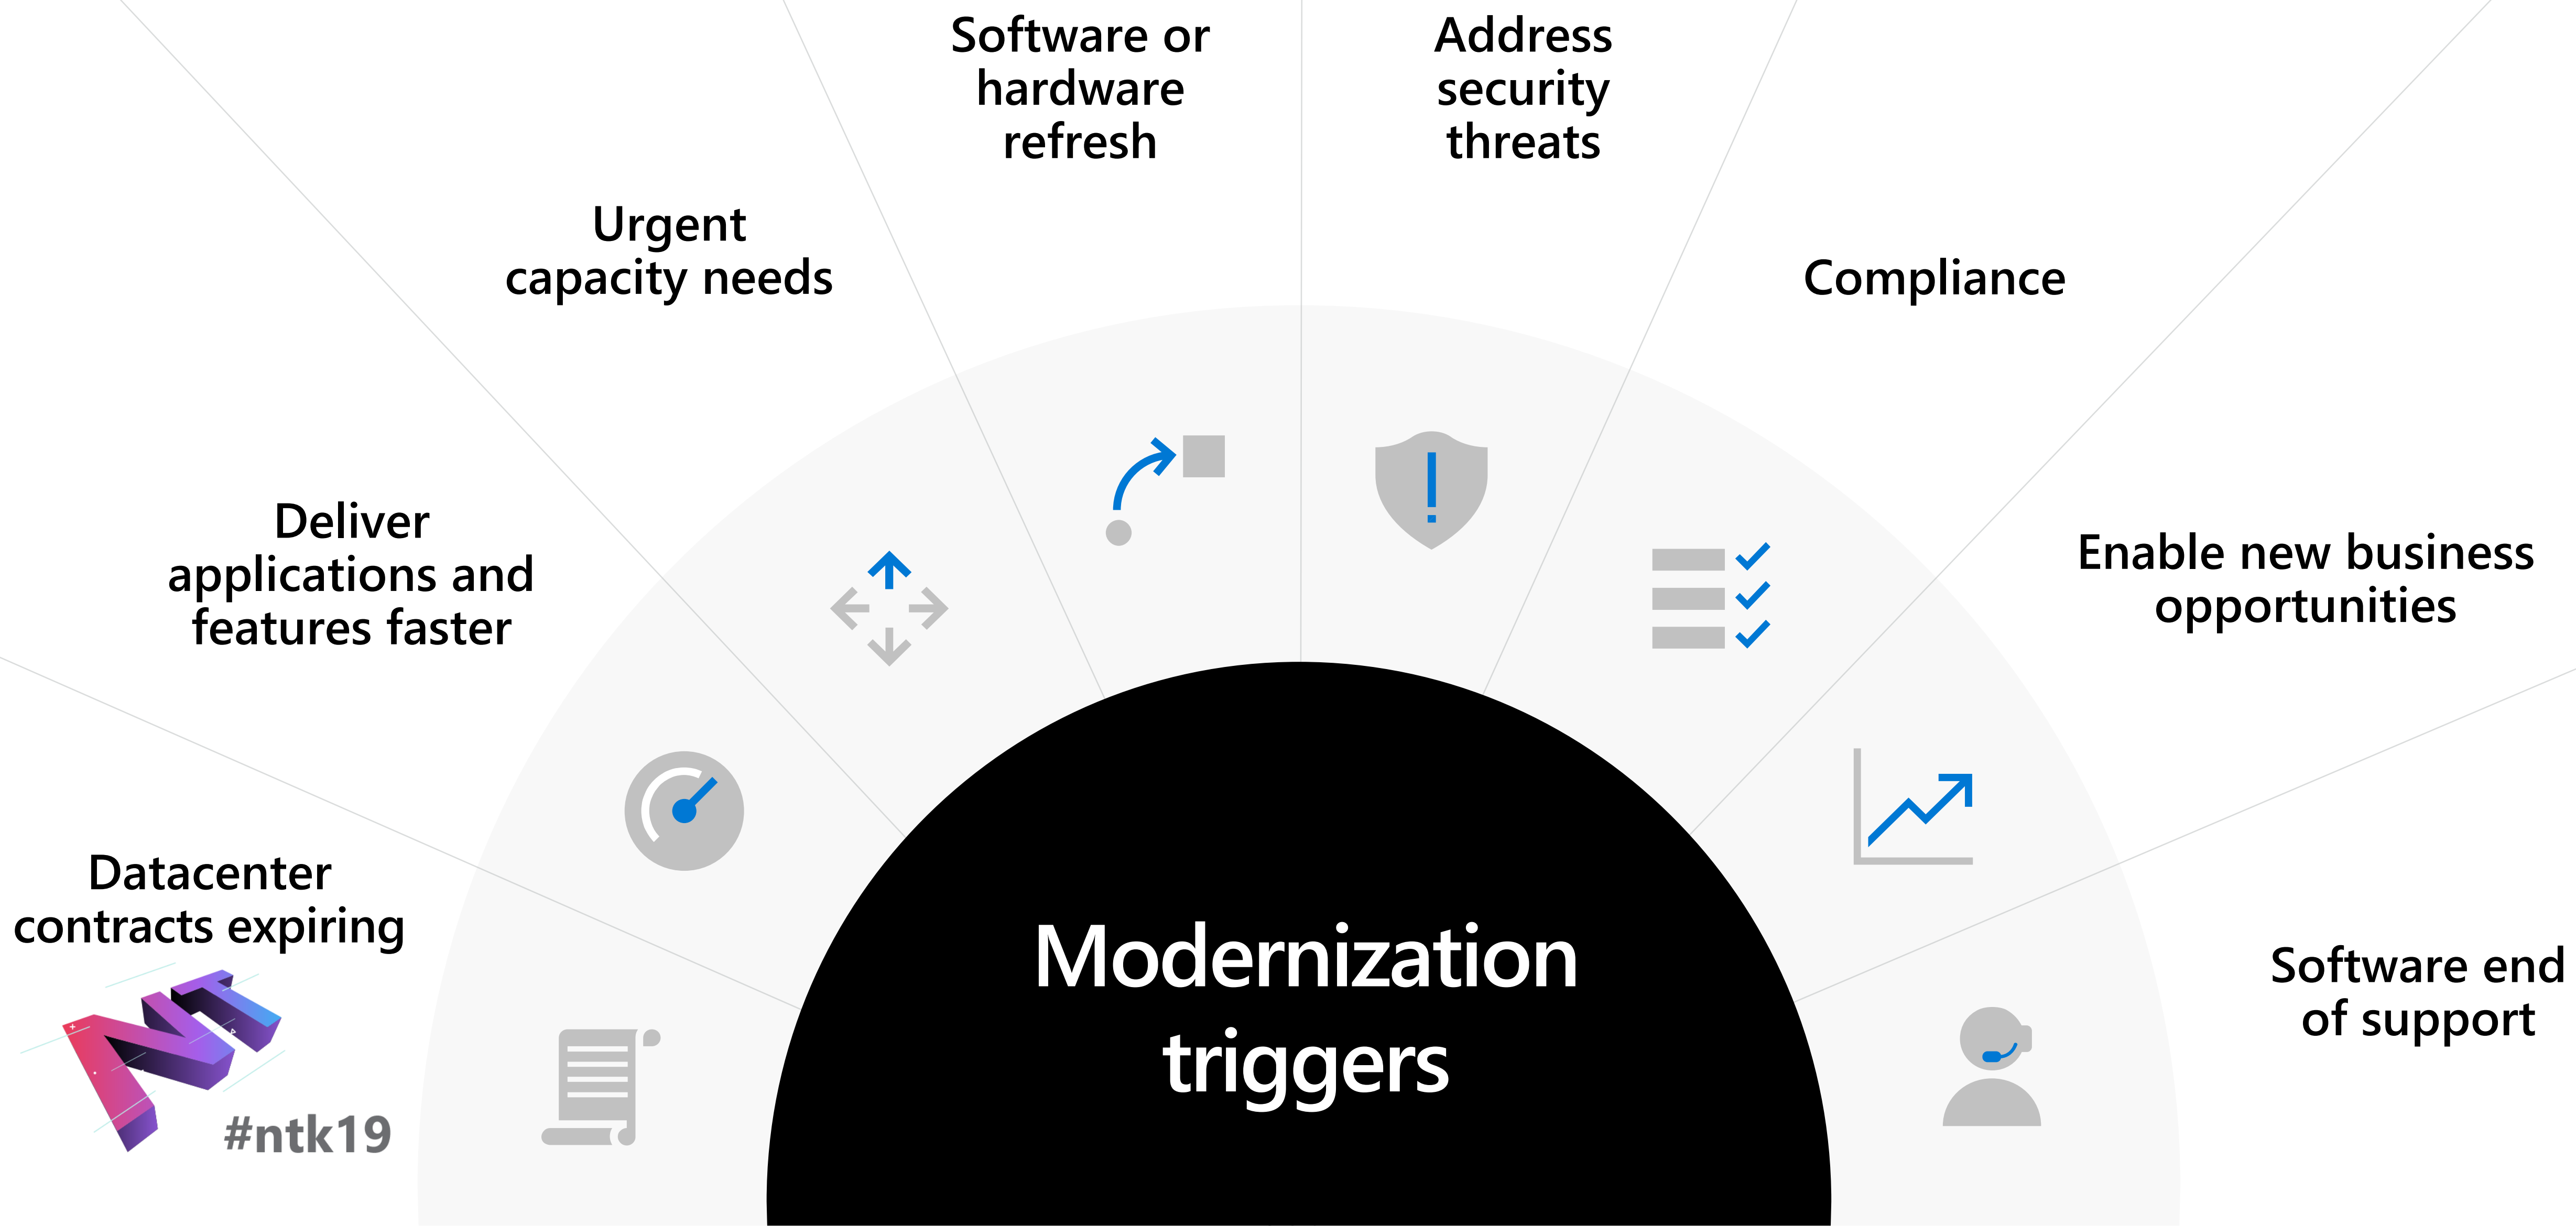 Software or
hardware
refresh
Address
security
threats
Urgent
capacity needs
Compliance
Deliver
applications and
features faster
Enable new business
opportunities
Datacenter
contracts expiring
Software end
of support
Modernization
triggers
NT
#ntk19